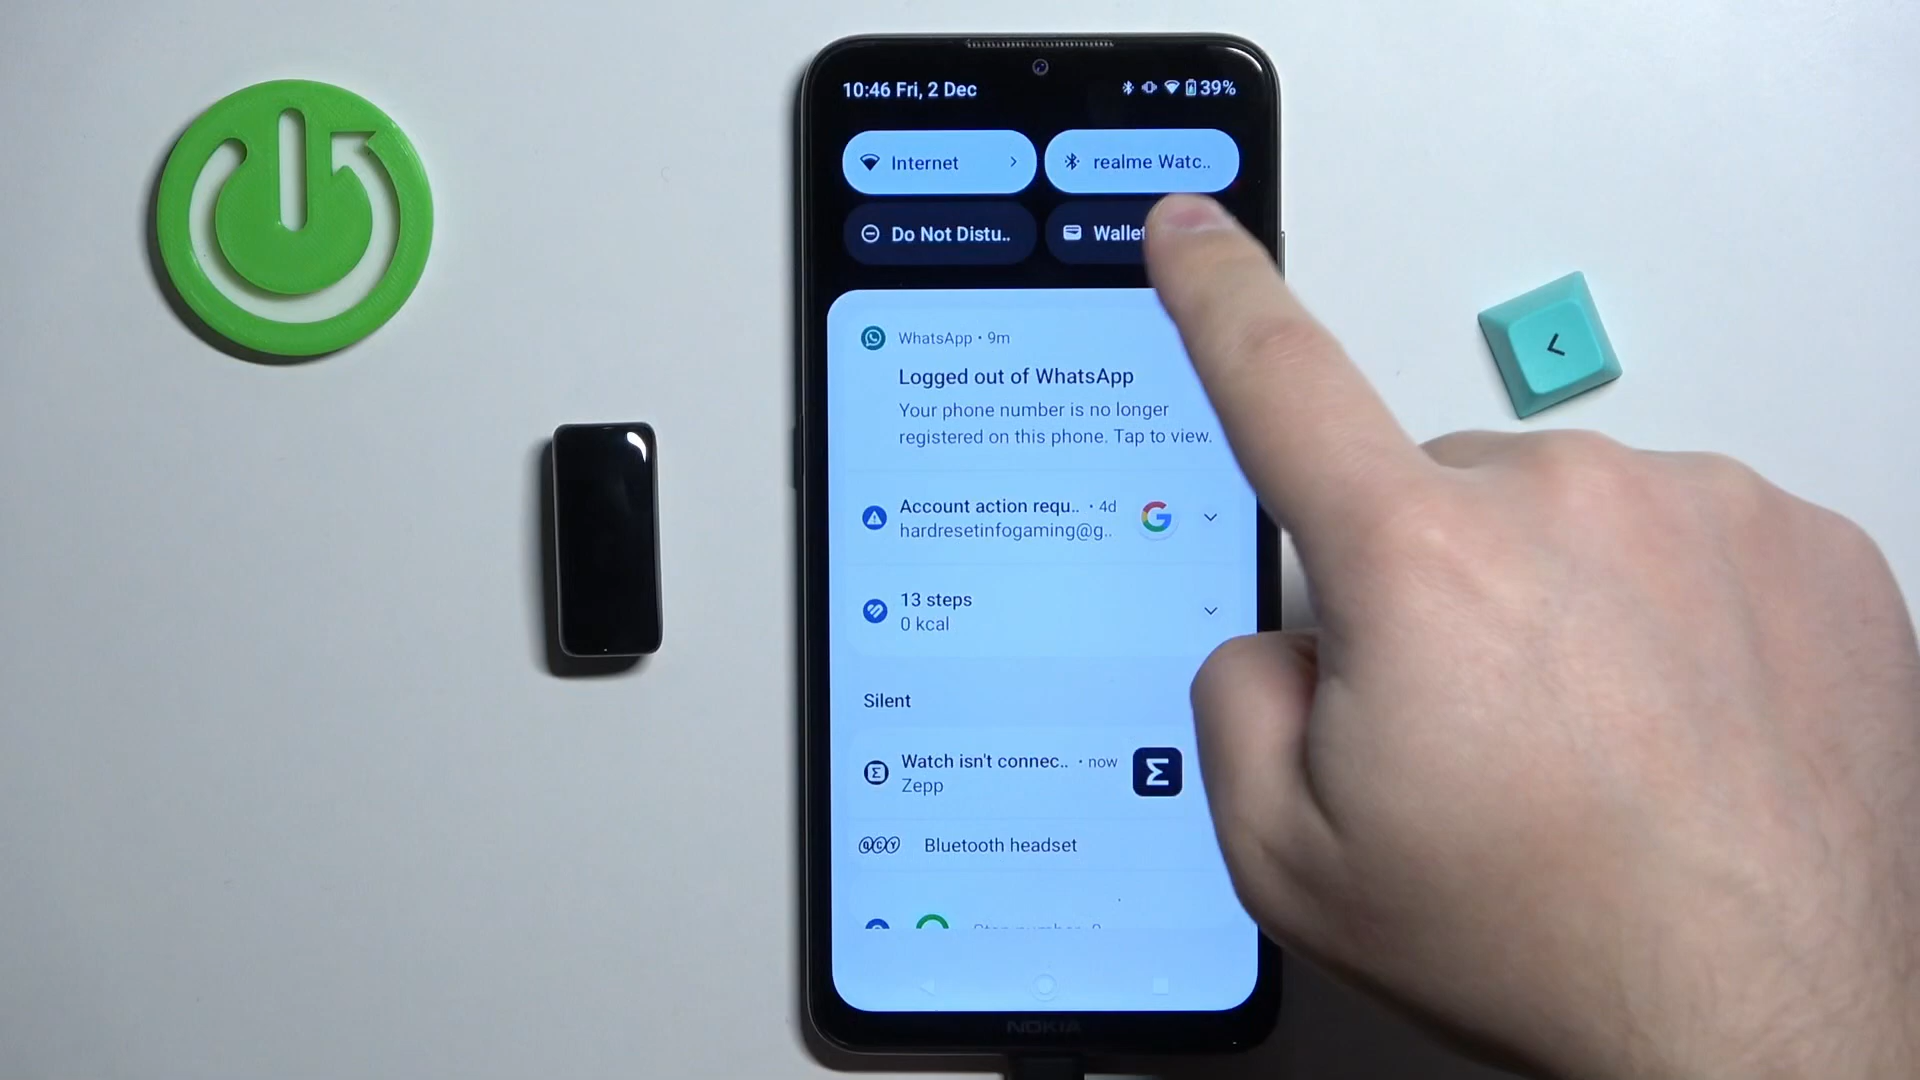 10:46 Fri, 2 Dec
39%
Internet
realme Watc..
Do Not Distu..
Wallet
WhatsApp • 9m
Logged out of WhatsApp
Your phone number is no longer
registered on this phone. Tap to view.
Account action requ.. • 4d
hardresetinfogaming@g..
13 steps
0 kcal
Silent
Watch isn't connec.. • now
Zepp
QCY Bluetooth headset
NOKIA
<